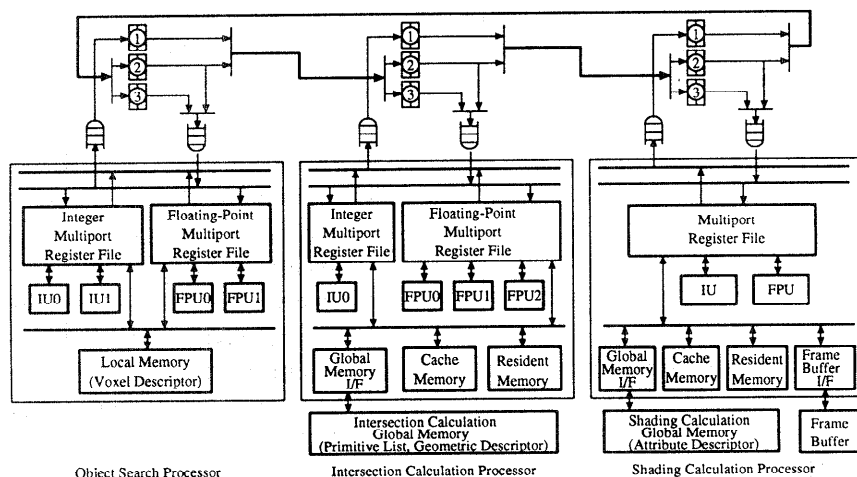 1
2
3
1
2
3
1
2
3
Integer
Multiport
Register File
Floating-Point
Multiport
Register File
IU0
IU1
FPU0
FPU1
Local Memory
(Voxel Descriptor)
Object Search Processor
Integer
Multiport
Register File
Floating-Point
Multiport
Register File
IU0
FPU0
FPU1
FPU2
Global
Memory
I/F
Cache
Memory
Resident
Memory
Intersection Calculation
Global Memory
(Primitive List, Geometric Descriptor)
Intersection Calculation Processor
Multiport
Register File
IU
FPU
Global
Memory
I/F
Cache
Memory
Resident
Memory
Frame
Buffer
I/F
Shading Calculation
Global Memory
(Attribute Descriptor)
Frame
Buffer
Shading Calculation Processor